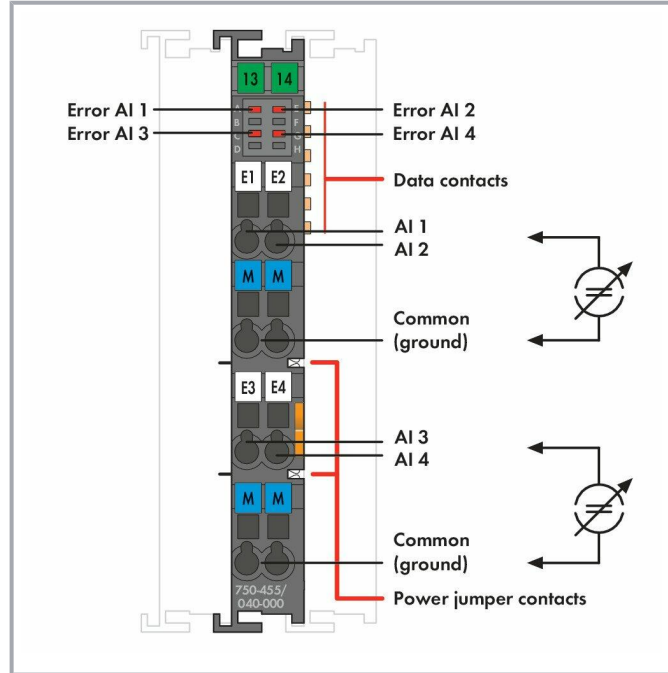 13 14
Error AI 1
Error AI 2
A E
B F
Error AI 3
Error AI 4
C G
D H
E1 E2
Data contacts
AI 1
AI 2
M M
Common
(ground)
E3 E4
AI 3
AI 4
M M
Common
(ground)
750-455/
040-000
Power jumper contacts